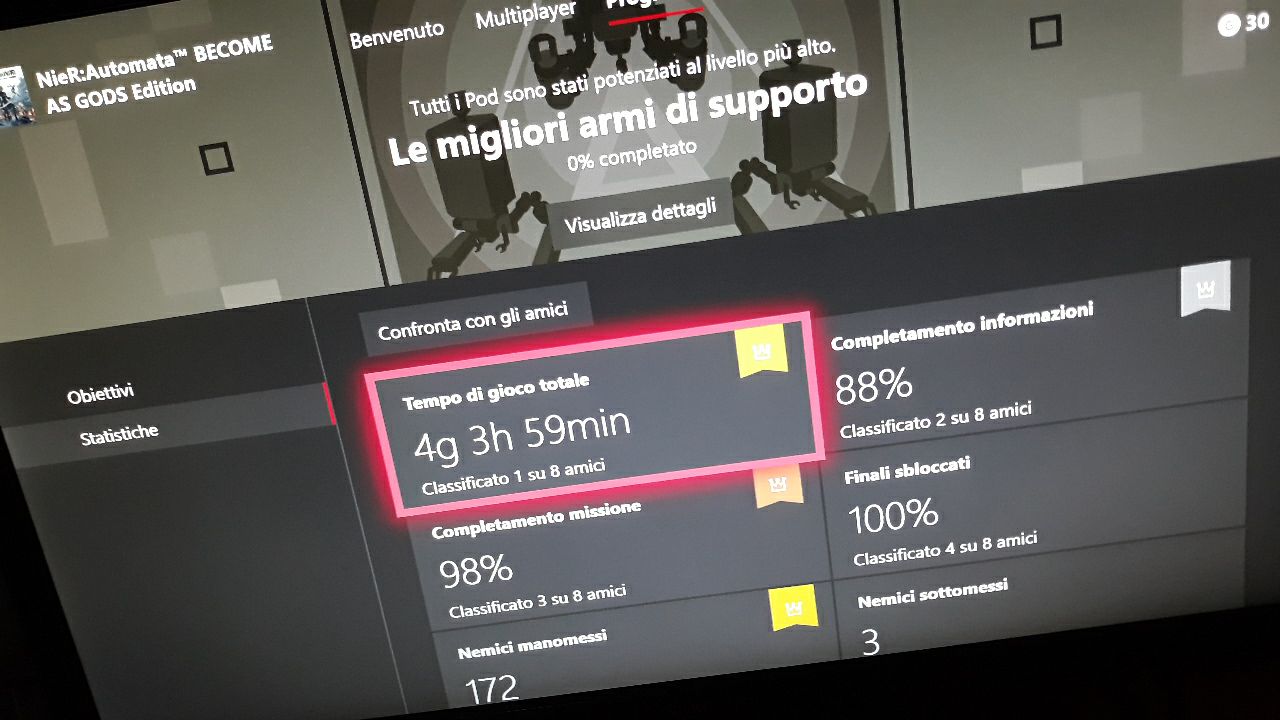 NieR:Automata™ BECOME
AS GODS Edition
Benvenuto
Multiplayer
30
Tutti i Pod sono stati potenziati al livello più alto.
Le migliori armi di supporto
0% completato
Visualizza dettagli
Obiettivi
Statistiche
Confronta con gli amici
Tempo di gioco totale
4g 3h 59min
Classificato 1 su 8 amici
Completamento informazioni
88%
Classificato 2 su 8 amici
Completamento missione
98%
Classificato 3 su 8 amici
Finali sbloccati
100%
Classificato 4 su 8 amici
Nemici manomessi
172
Nemici sottomessi
3